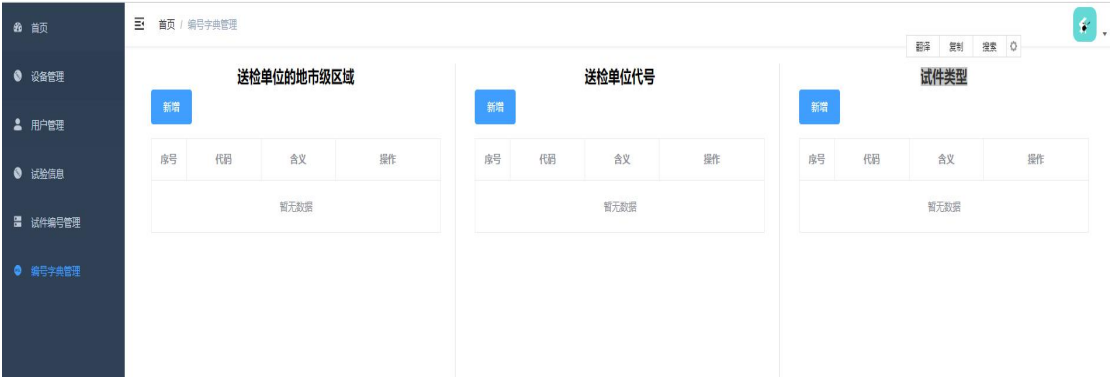 首页
设备管理
用户管理
试验信息
试件编号管理
编号字典管理
首页 / 编号字典管理
翻译 复制 搜索
送检单位的地市级区域
新增
序号 代码 含义 操作
暂无数据
送检单位代号
新增
序号 代码 含义 操作
暂无数据
试件类型
新增
序号 代码 含义 操作
暂无数据